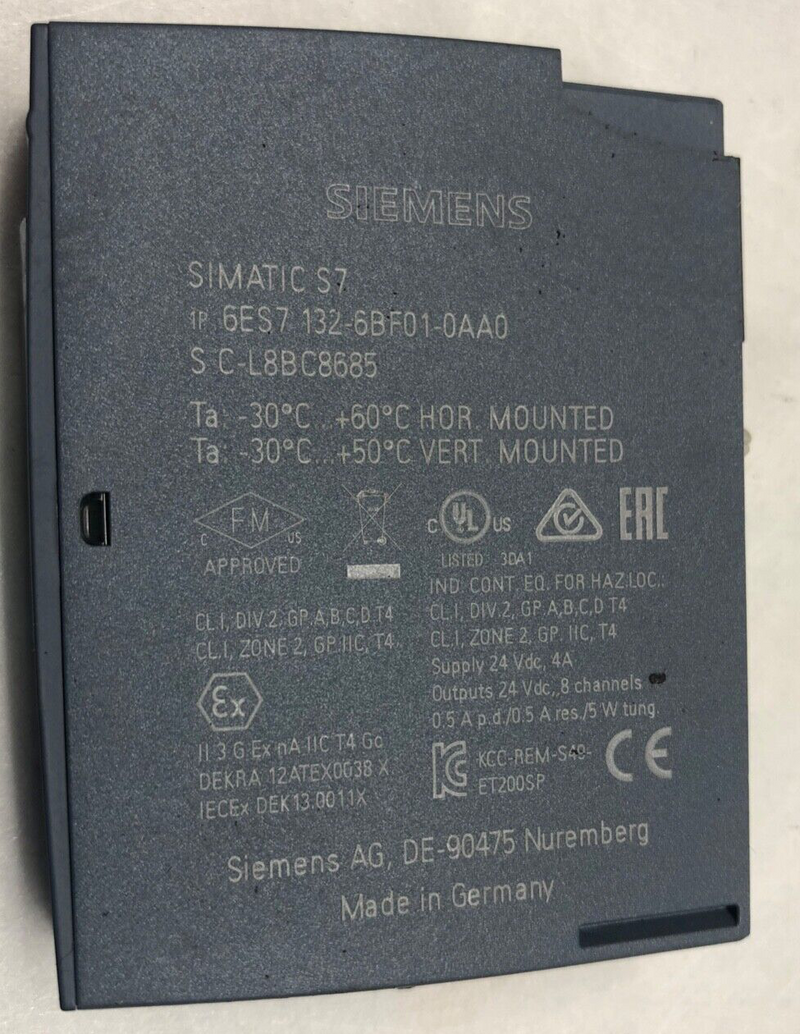 SIEMENS
SIMATIC S7
1P 6ES7 132-6BF01-0AA0
S C-L8BC8685
Ta: -30°C...+60°C HOR. MOUNTED
Ta: -30°C...+50°C VERT. MOUNTED
C FM US
APPROVED
CL.I, DIV.2, GP.A,B,C,D T4
CL.I, ZONE 2, GP.IIC, T4
c UL us
LISTED 30A1
EAC
IND. CONT. EQ. FOR HAZ.LOC.:
CL.I, DIV.2, GP.A,B,C,D T4
CL.I, ZONE 2, GP. IIC, T4
Supply 24 Vdc, 4A
Outputs 24 Vdc, 8 channels
0.5 A p.d./0.5 A res./5 W tung.
Ex
II 3 G Ex nA IIC T4 Gc
DEKRA 12ATEX0038 X
IECEx DEK13.0011X
KCC-REM-S49-
ET200SP
CE
Siemens AG, DE-90475 Nuremberg
Made in Germany